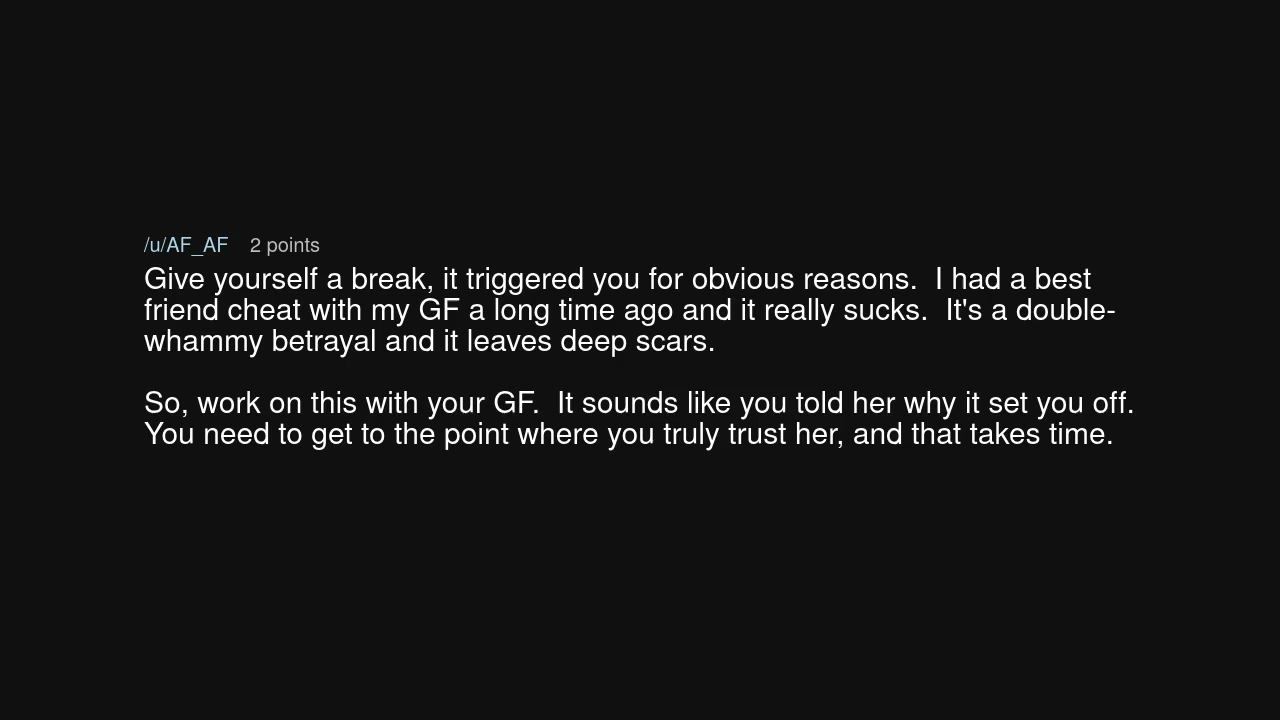 /u/AF_AF 2 points
Give yourself a break, it triggered you for obvious reasons.  I had a best
friend cheat with my GF a long time ago and it really sucks.  It's a double-
whammy betrayal and it leaves deep scars.
So, work on this with your GF.  It sounds like you told her why it set you off.
You need to get to the point where you truly trust her, and that takes time.